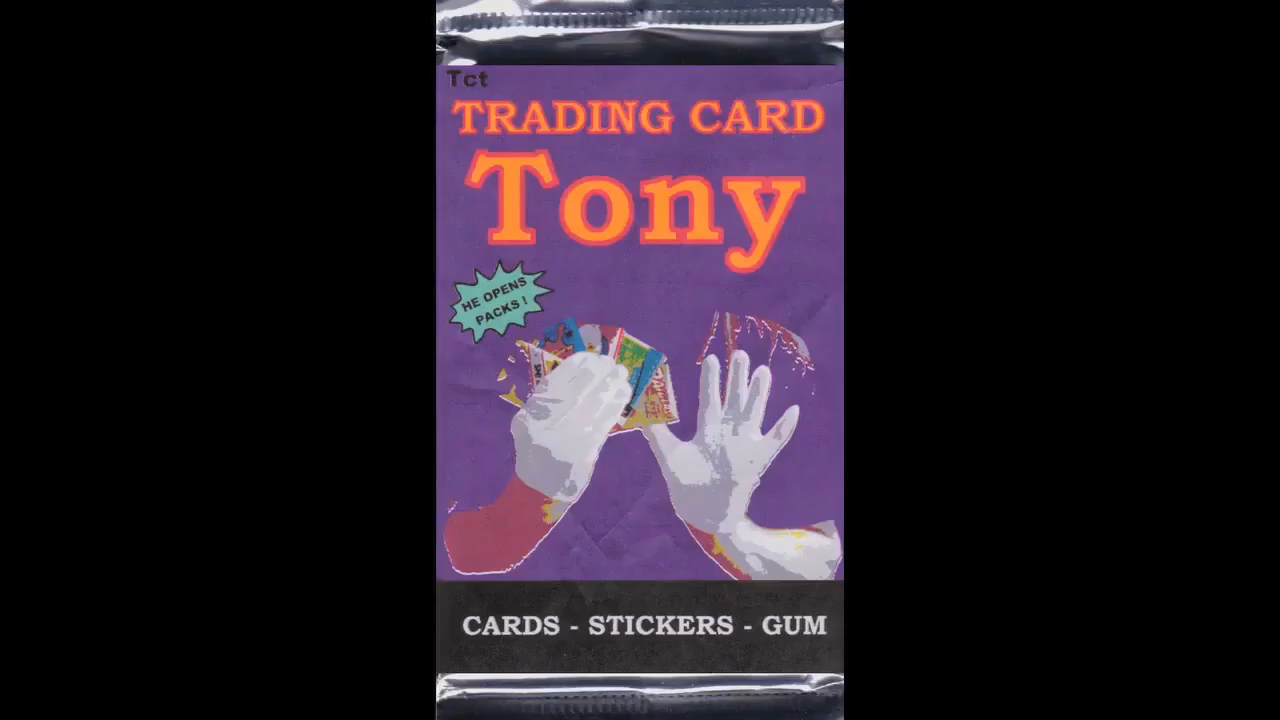 Tct
TRADING CARD
Tony
HE OPENS
PACKS!
CARDS - STICKERS - GUM